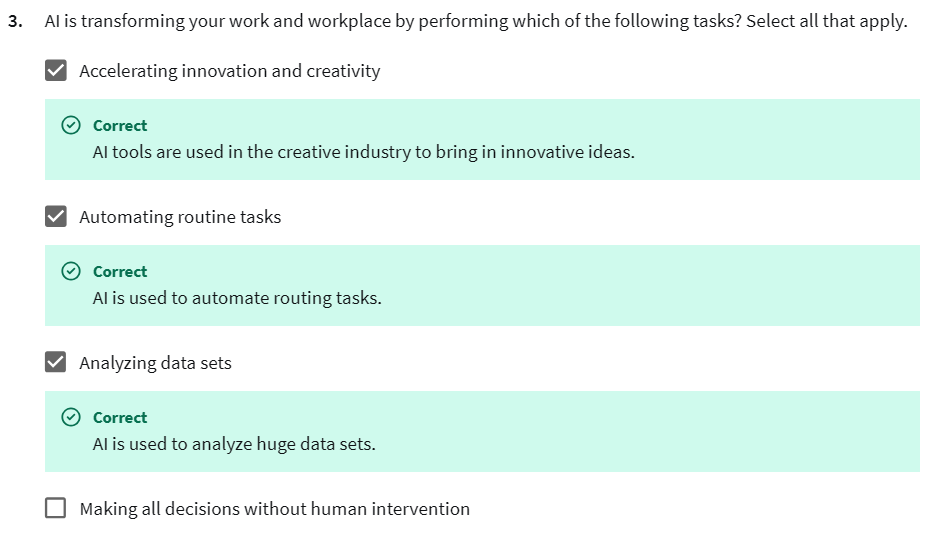 3. AI is transforming your work and workplace by performing which of the following tasks? Select all that apply.
Accelerating innovation and creativity
Correct
AI tools are used in the creative industry to bring in innovative ideas.
Automating routine tasks
Correct
AI is used to automate routing tasks.
Analyzing data sets
Correct
AI is used to analyze huge data sets.
Making all decisions without human intervention